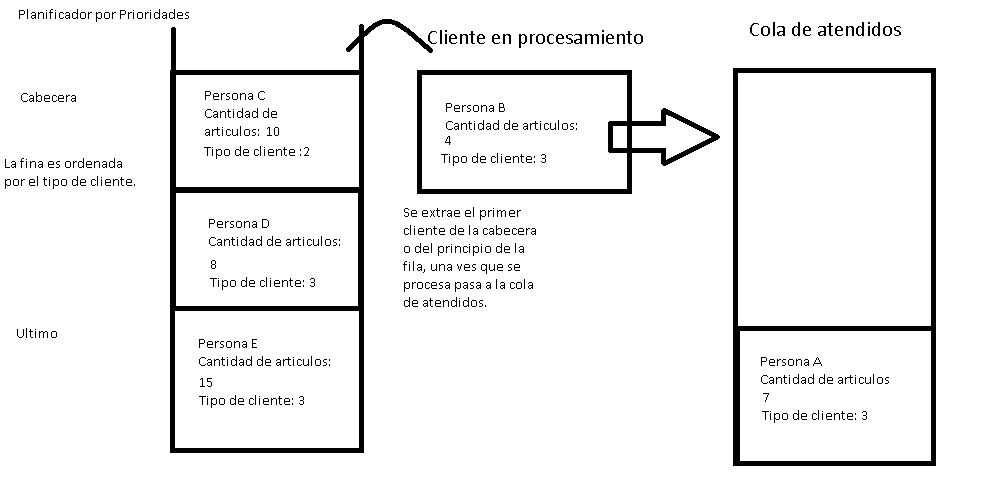 Planificador por Prioridades
Cabecera
La fina es ordenada
por el tipo de cliente.
Ultimo
Persona C
Cantidad de
articulos: 10
Tipo de cliente :2
Persona D
Cantidad de articulos:
8
Tipo de cliente: 3
Persona E
Cantidad de articulos:
15
Tipo de cliente: 3
Cliente en procesamiento
Persona B
Cantidad de articulos:
4
Tipo de cliente: 3
Se extrae el primer
cliente de la cabecera
o del principio de la
fila, una ves que se
procesa pasa a la cola
de atendidos.
Cola de atendidos
Persona A
Cantidad de articulos
7
Tipo de cliente: 3